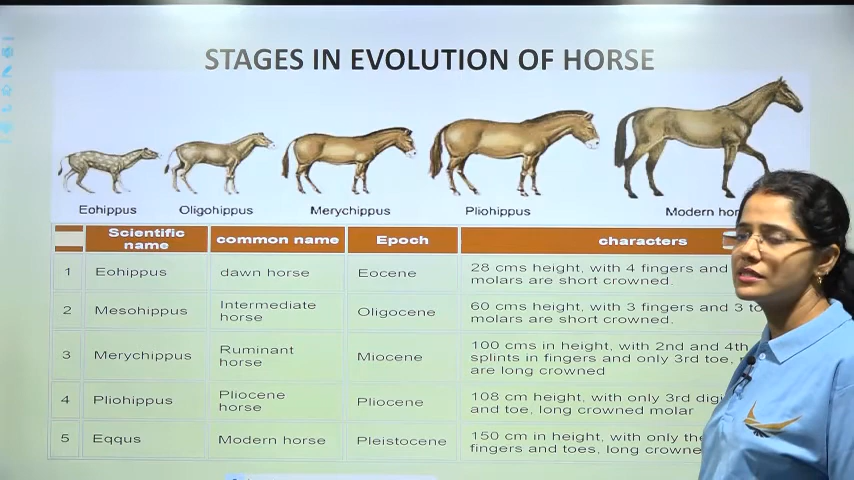 STAGES IN EVOLUTION OF HORSE
Eohippus Oligohippus Merychippus Pliohippus Modern hor
Scientific name common name Epoch characters
1 Eohippus dawn horse Eocene 28 cms height, with 4 fingers and
molars are short crowned.
2 Mesohippus Intermediate horse Oligocene 60 cms height, with 3 fingers and 3 to
molars are short crowned.
3 Merychippus Ruminant horse Miocene 100 cms in height, with 2nd and 4th
splints in fingers and only 3rd toe,
are long crowned
4 Pliohippus Pliocene horse Pliocene 108 cm height, with only 3rd digi
and toe, long crowned molar
5 Eqqus Modern horse Pleistocene 150 cm in height, with only the
fingers and toes, long crowne